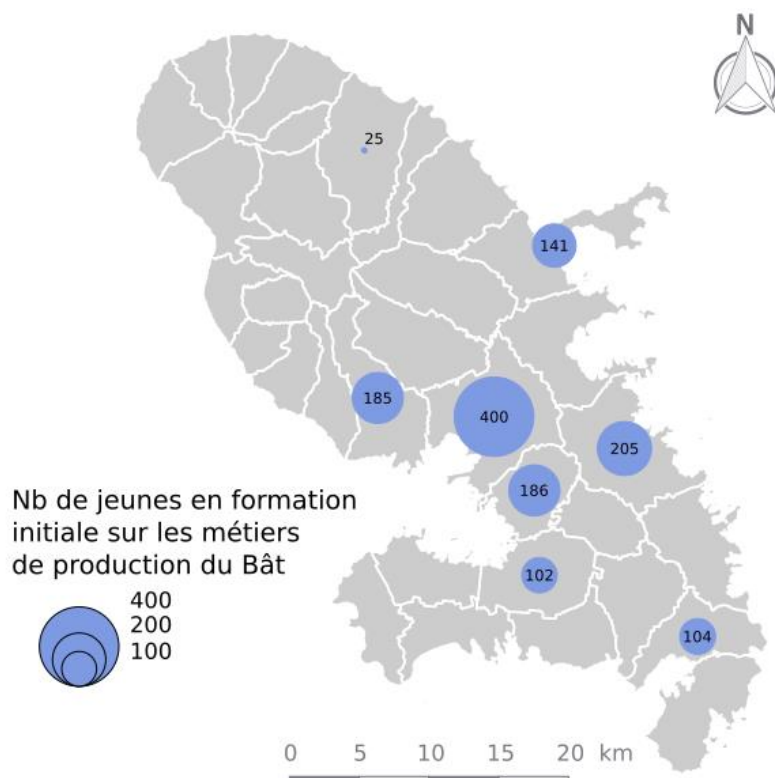 N
25
141
185
400
205
186
102
104
Nb de jeunes en formation
initiale sur les métiers
de production du Bât
400
200
100
0 5 10 15 20 km